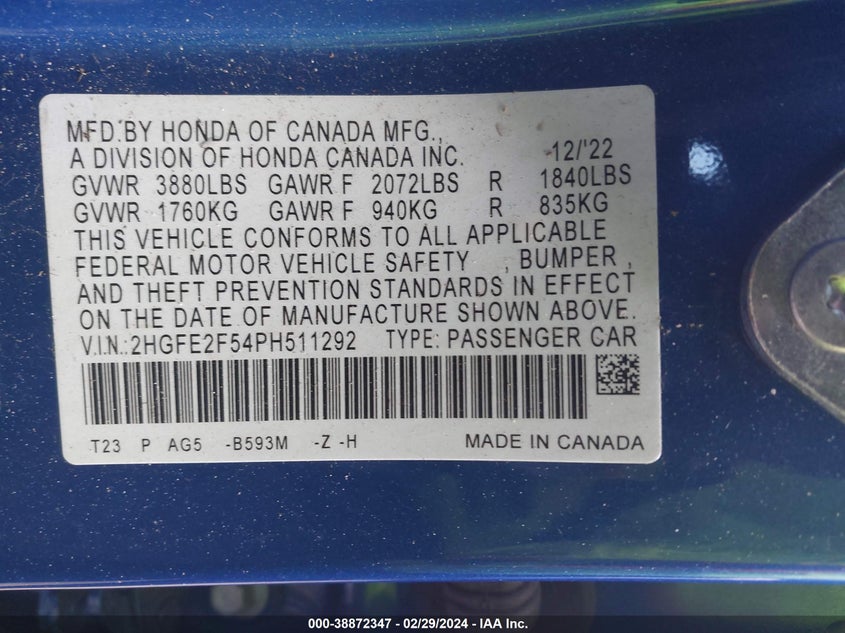 MFD.BY HONDA OF CANADA MFG.,
A DIVISION OF HONDA CANADA INC. 12/'22
GVWR 3880LBS GAWR F 2072LBS R 1840LBS
GVWR 1760KG GAWR F 940KG R 835KG
THIS VEHICLE CONFORMS TO ALL APPLICABLE
FEDERAL MOTOR VEHICLE SAFETY , BUMPER ,
AND THEFT PREVENTION STANDARDS IN EFFECT
ON THE DATE OF MANUFACTURE SHOWN ABOVE.
V.I.N.:2HGFE2F54PH511292 TYPE: PASSENGER CAR
T23 P AG5 -B593M -Z -H MADE IN CANADA
000-38872347 - 02/29/2024 - IAA Inc.